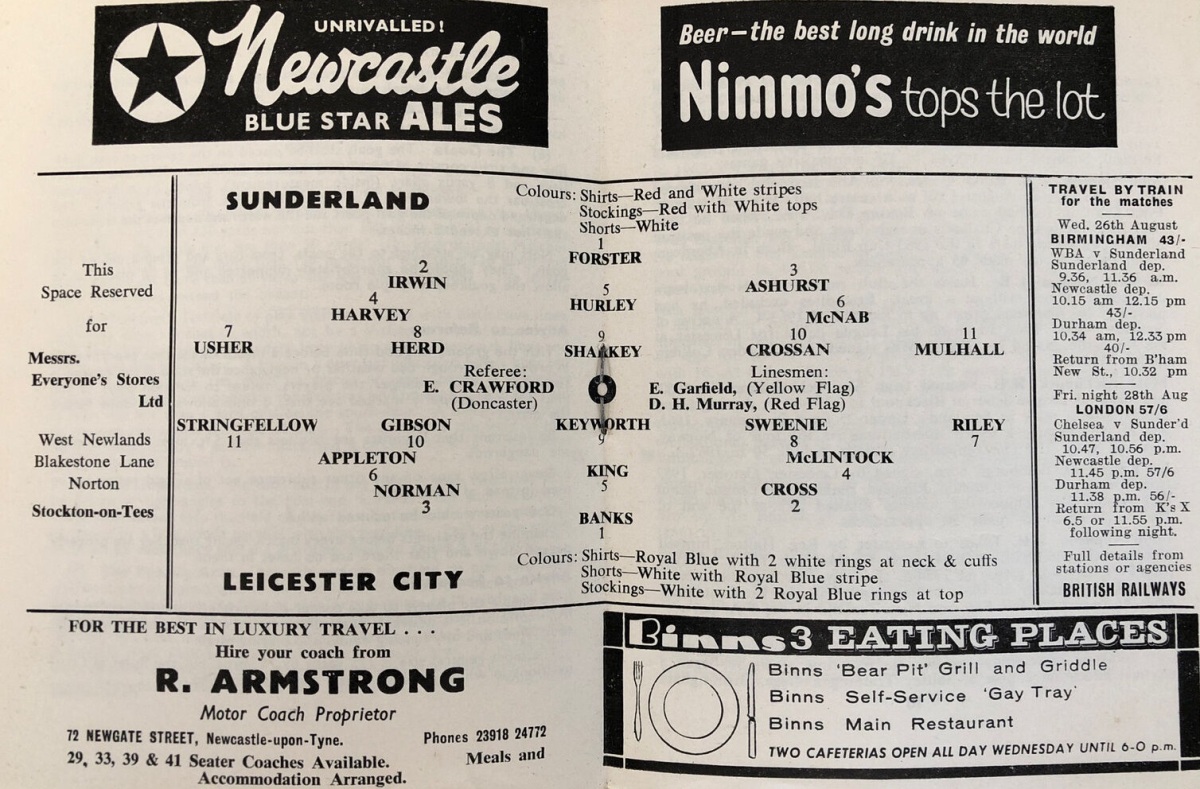 UNRIVALLED!
Newcastle
BLUE STAR ALES
Beer—the best long drink in the world
Nimmo's tops the lot
This
Space Reserved
for
Messrs.
Everyone's Stores
Ltd
West Newlands
Blakestone Lane
Norton
Stockton-on-Tees
SUNDERLAND
Colours: Shirts—Red and White stripes
Stockings—Red with White tops
Shorts—White
1
FORSTER
2
IRWIN
3
ASHURST
5
HURLEY
4
HARVEY
6
McNAB
7
USHER
8
HERD
9
SHARKEY
10
CROSSAN
11
MULHALL
Referee:
E. CRAWFORD
(Doncaster)
Linesmen:
E. Garfield, (Yellow Flag)
D. H. Murray, (Red Flag)
STRINGFELLOW
11
GIBSON
10
KEYWORTH
9
SWEENIE
8
RILEY
7
APPLETON
6
KING
5
McLINTOCK
4
NORMAN
3
CROSS
2
BANKS
1
LEICESTER CITY
Colours: Shirts—Royal Blue with 2 white rings at neck & cuffs
Shorts—White with Royal Blue stripe
Stockings—White with 2 Royal Blue rings at top
TRAVEL BY TRAIN
for the matches
Wed. 26th August
BIRMINGHAM 43/-
WBA v Sunderland
Sunderland dep.
9.36, 11.36 a.m.
Newcastle dep.
10.15 am 12.15 pm
43/-
Durham dep.
10.34 am, 12.33 pm
40/-
Return from B'ham
New St., 10.32 pm
Fri. night 28th Aug
LONDON 57/6
Chelsea v Sunder'd
Sunderland dep.
10.47, 10.56 p.m.
Newcastle dep.
11.45 p.m. 57/6
Durham dep.
11.38 p.m. 56/-
Return from K's X
6.5 or 11.55 p.m.
following night.
Full details from
stations or agencies
BRITISH RAILWAYS
FOR THE BEST IN LUXURY TRAVEL . . .
Hire your coach from
R. ARMSTRONG
Motor Coach Proprietor
72 NEWGATE STREET, Newcastle-upon-Tyne.
Phones 23918 24772
29, 33, 39 & 41 Seater Coaches Available.
Meals and
Accommodation Arranged.
Binns 3 EATING PLACES
Binns 'Bear Pit' Grill and Griddle
Binns Self-Service 'Gay Tray'
Binns Main Restaurant
TWO CAFETERIAS OPEN ALL DAY WEDNESDAY UNTIL 6-0 p.m.